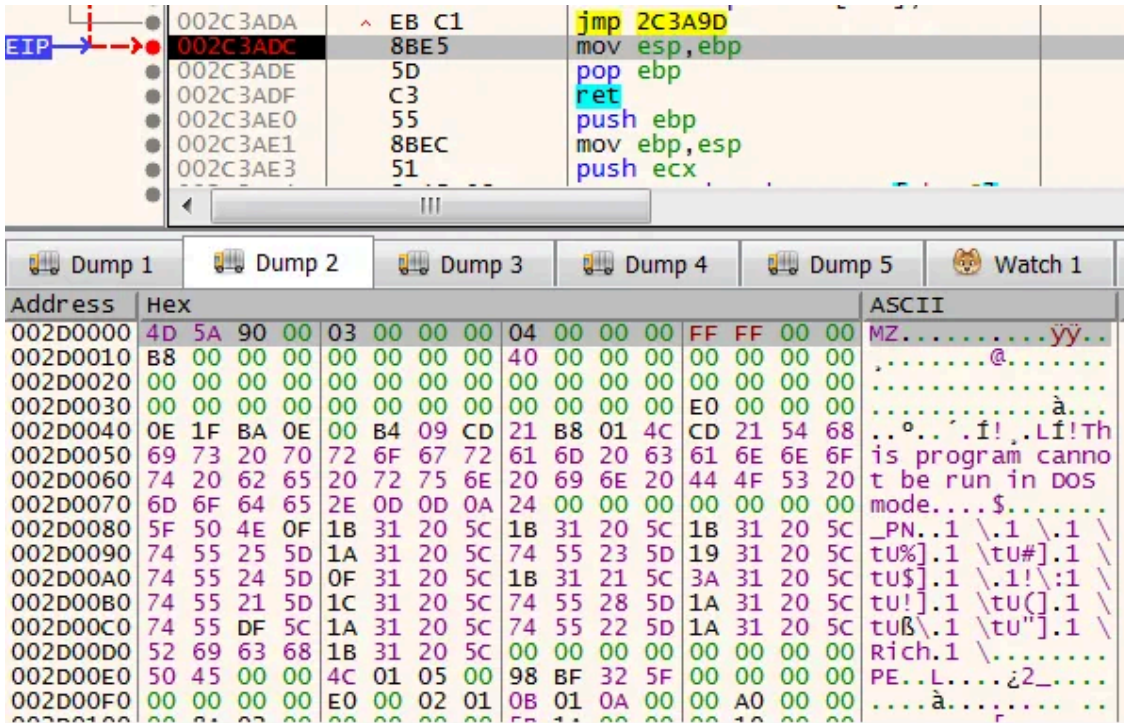 002C3ADA ^ EB C1 jmp 2C3A9D
EIP 002C3ADC 8BE5 mov esp,ebp
002C3ADE 5D pop ebp
002C3ADF C3 ret
002C3AE0 55 push ebp
002C3AE1 8BEC mov ebp,esp
002C3AE3 51 push ecx
Dump 1 Dump 2 Dump 3 Dump 4 Dump 5 Watch 1
Address Hex ASCII
002D0000 4D 5A 90 00 03 00 00 00 04 00 00 00 FF FF 00 00 MZ..........ÿÿ..
002D0010 B8 00 00 00 00 00 00 00 40 00 00 00 00 00 00 00 ¸.......@.......
002D0020 00 00 00 00 00 00 00 00 00 00 00 00 00 00 00 00 ................
002D0030 00 00 00 00 00 00 00 00 00 00 00 00 E0 00 00 00 ............à...
002D0040 0E 1F BA 0E 00 B4 09 CD 21 B8 01 4C CD 21 54 68 ..º..´.Í!¸.LÍ!Th
002D0050 69 73 20 70 72 6F 67 72 61 6D 20 63 61 6E 6E 6F is program canno
002D0060 74 20 62 65 20 72 75 6E 20 69 6E 20 44 4F 53 20 t be run in DOS
002D0070 6D 6F 64 65 2E 0D 0D 0A 24 00 00 00 00 00 00 00 mode....$.......
002D0080 5F 50 4E 0F 1B 31 20 5C 1B 31 20 5C 1B 31 20 5C _PN..1 \.1 \.1 \
002D0090 74 55 25 5D 1A 31 20 5C 74 55 23 5D 19 31 20 5C tU%].1 \tU#].1 \
002D00A0 74 55 24 5D 0F 31 20 5C 1B 31 21 5C 3A 31 20 5C tU$].1 \.1!\:1 \
002D00B0 74 55 21 5D 1C 31 20 5C 74 55 28 5D 1A 31 20 5C tU!].1 \tU(].1 \
002D00C0 74 55 DF 5C 1A 31 20 5C 74 55 22 5D 1A 31 20 5C tUß\.1 \tU"].1 \
002D00D0 52 69 63 68 1B 31 20 5C 00 00 00 00 00 00 00 00 Rich.1 \........
002D00E0 50 45 00 00 4C 01 05 00 98 BF 32 5F 00 00 00 00 PE..L....¿2_....
002D00F0 00 00 00 00 E0 00 02 01 0B 01 0A 00 00 A0 00 00 ....à........ ..